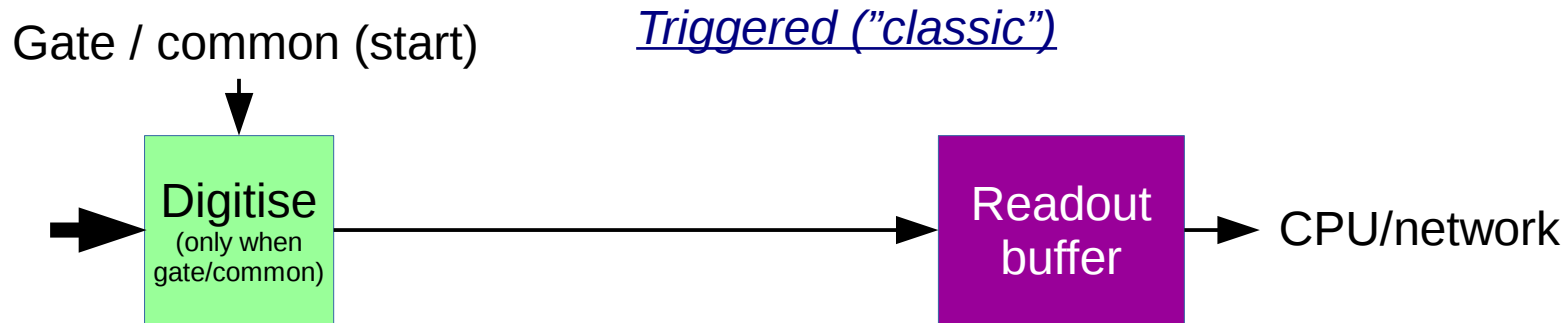 Triggered (”classic”)
Gate / common (start)
Digitise
(only when
gate/common)
Readout
buffer
CPU/network